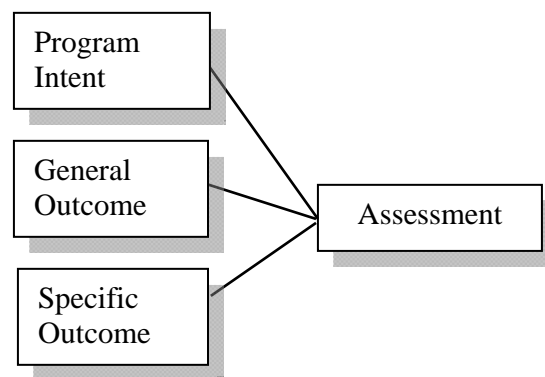 Program
Intent
General
Outcome
Assessment
Specific
Outcome